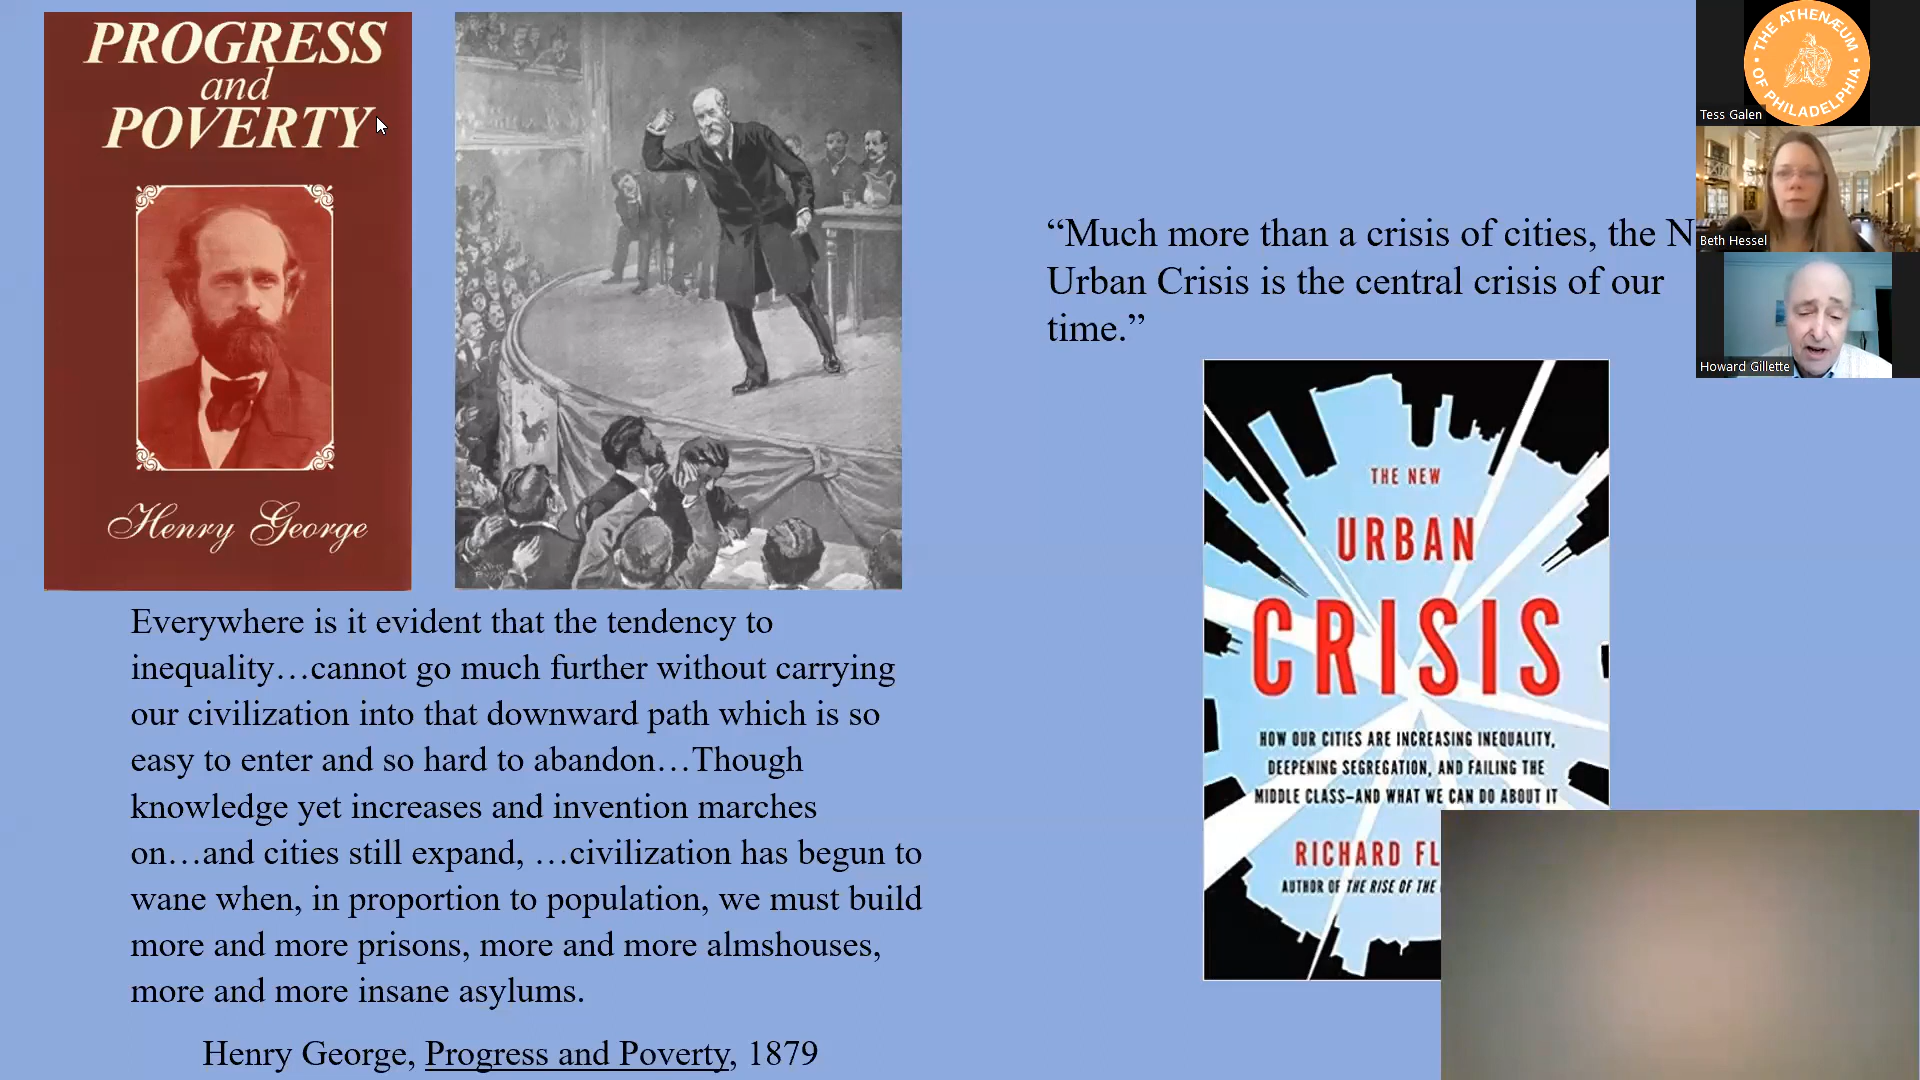 PROGRESS
and
POVERTY
Henry George
Everywhere is it evident that the tendency to
inequality…cannot go much further without carrying
our civilization into that downward path which is so
easy to enter and so hard to abandon…Though
knowledge yet increases and invention marches
on…and cities still expand, …civilization has begun to
wane when, in proportion to population, we must build
more and more prisons, more and more almshouses,
more and more insane asylums.
Henry George, Progress and Poverty, 1879
“Much more than a crisis of cities, the N
Urban Crisis is the central crisis of our
time.”
THE NEW
URBAN
CRISIS
HOW OUR CITIES ARE INCREASING INEQUALITY,
DEEPENING SEGREGATION, AND FAILING THE
MIDDLE CLASS—AND WHAT WE CAN DO ABOUT IT
RICHARD FL
AUTHOR OF THE RISE OF THE
THE ATHENÆUM
OF PHILADELPHIA
Tess Galen
Beth Hessel
Howard Gillette